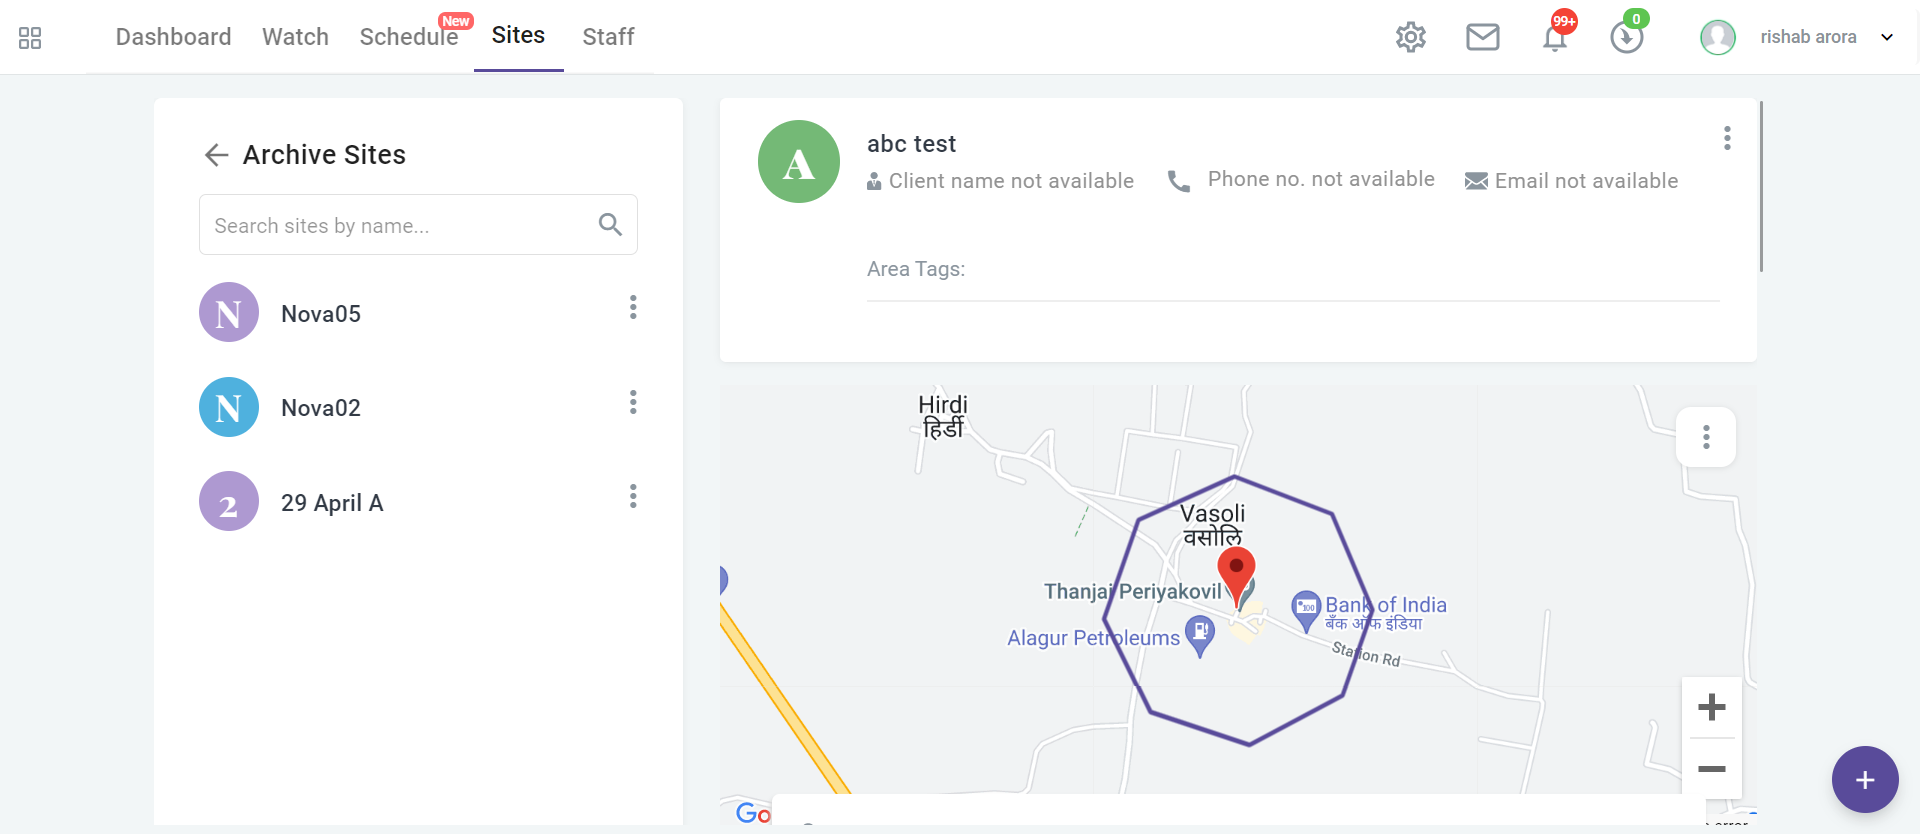 Dashboard
Watch
Schedule
New
Sites
Staff
99+
0
rishab arora
Archive Sites
Search sites by name...
N
Nova05
N
Nova02
2
29 April A
A
abc test
Client name not available
Phone no. not available
Email not available
Area Tags:
Hirdi
हिर्डी
Vasoli
वसोलि
Thanjai Periyakovil
Bank of India
बँक ऑफ इंडिया
100
Alagur Petroleums
Station Rd
Go